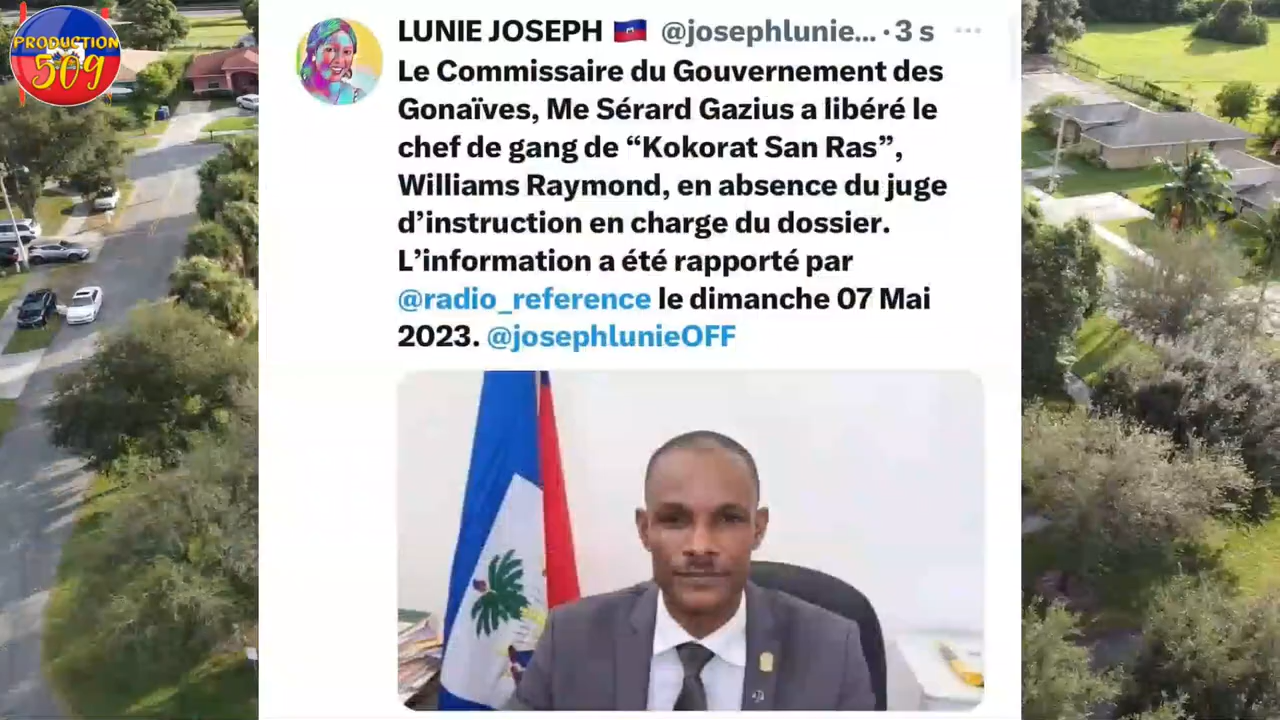 PRODUCTION
509
LUNIE JOSEPH 🇭🇹 @josephlunie... · 3 s ...
Le Commissaire du Gouvernement des
Gonaïves, Me Sérard Gazius a libéré le
chef de gang de “Kokorat San Ras”,
Williams Raymond, en absence du juge
d’instruction en charge du dossier.
L’information a été rapporté par
@radio_reference le dimanche 07 Mai
2023. @josephlunieOFF